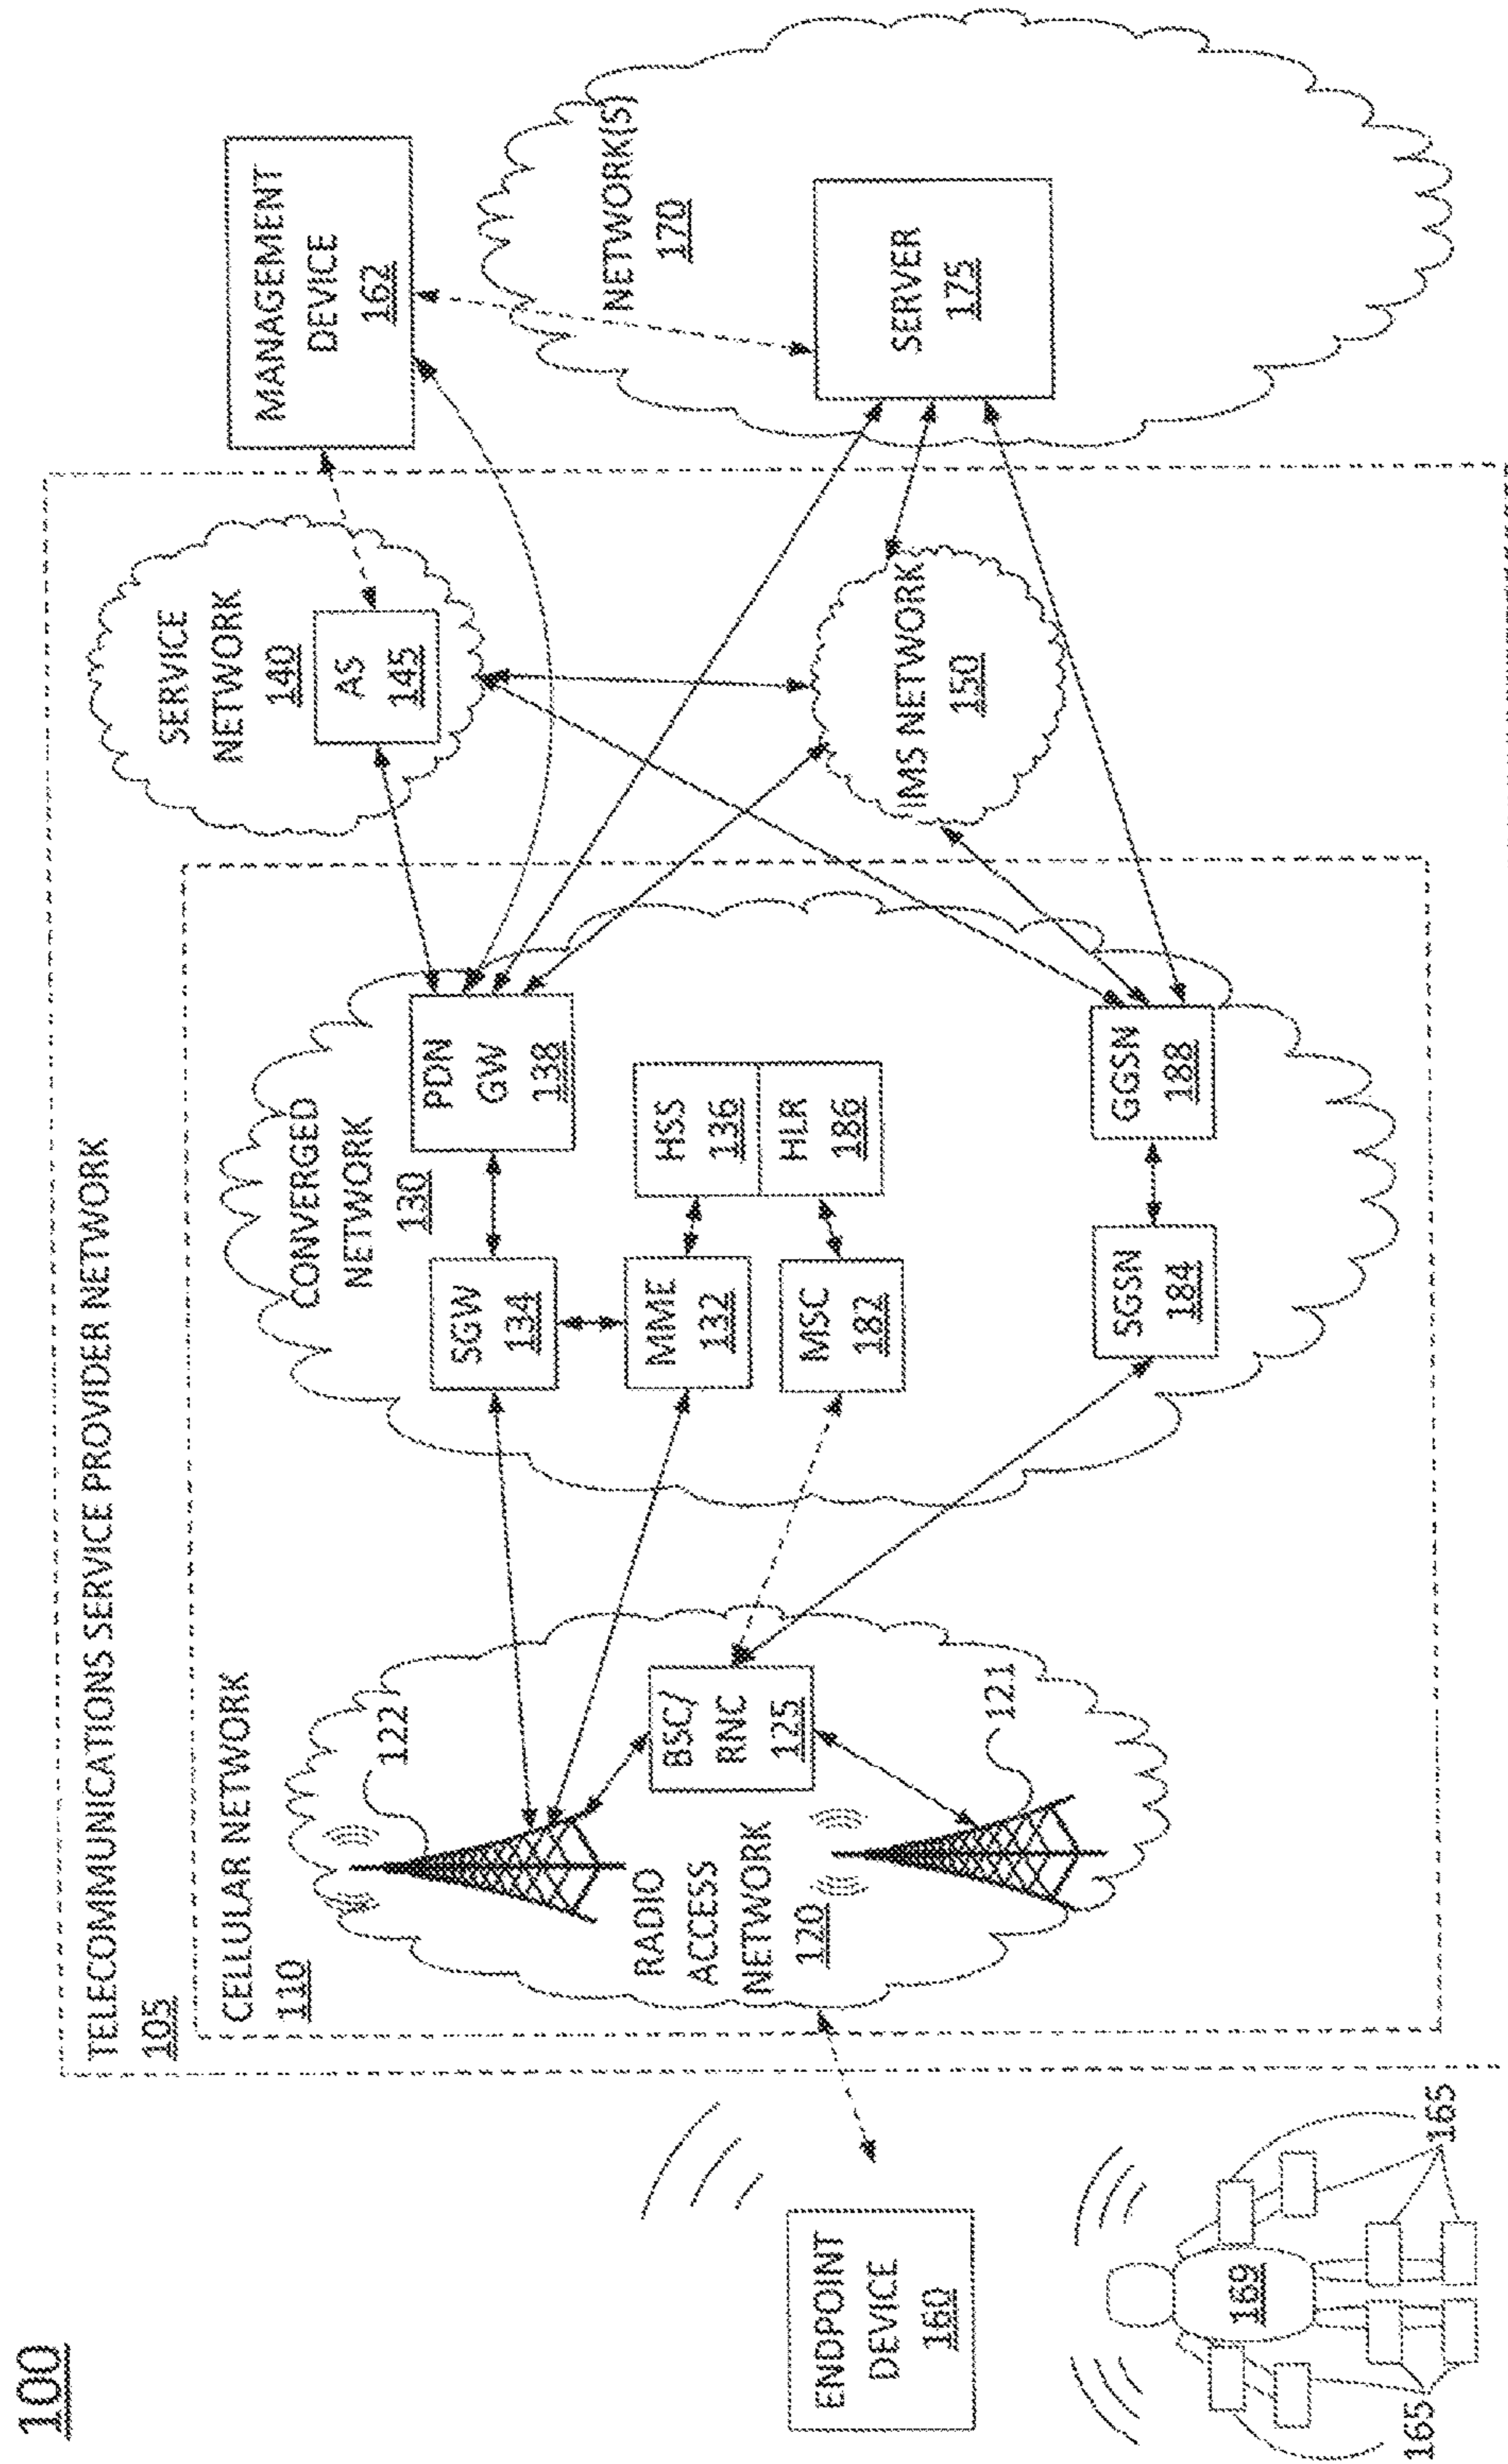 100
TELECOMMUNICATIONS SERVICE PROVIDER NETWORK
105
CELLULAR NETWORK
110
122
RADIO
ACCESS
NETWORK
120
BSC/
RNC
125
121
CONVERGED
NETWORK
130
SGW
134
PDN
GW
138
MME
132
HSS
136
MSC
182
HLR
186
SGSN
184
GGSN
188
SERVICE
NETWORK
140
AS
145
IMS NETWORK
150
MANAGEMENT
DEVICE
162
NETWORK(S)
170
SERVER
175
ENDPOINT
DEVICE
160
169
165
165